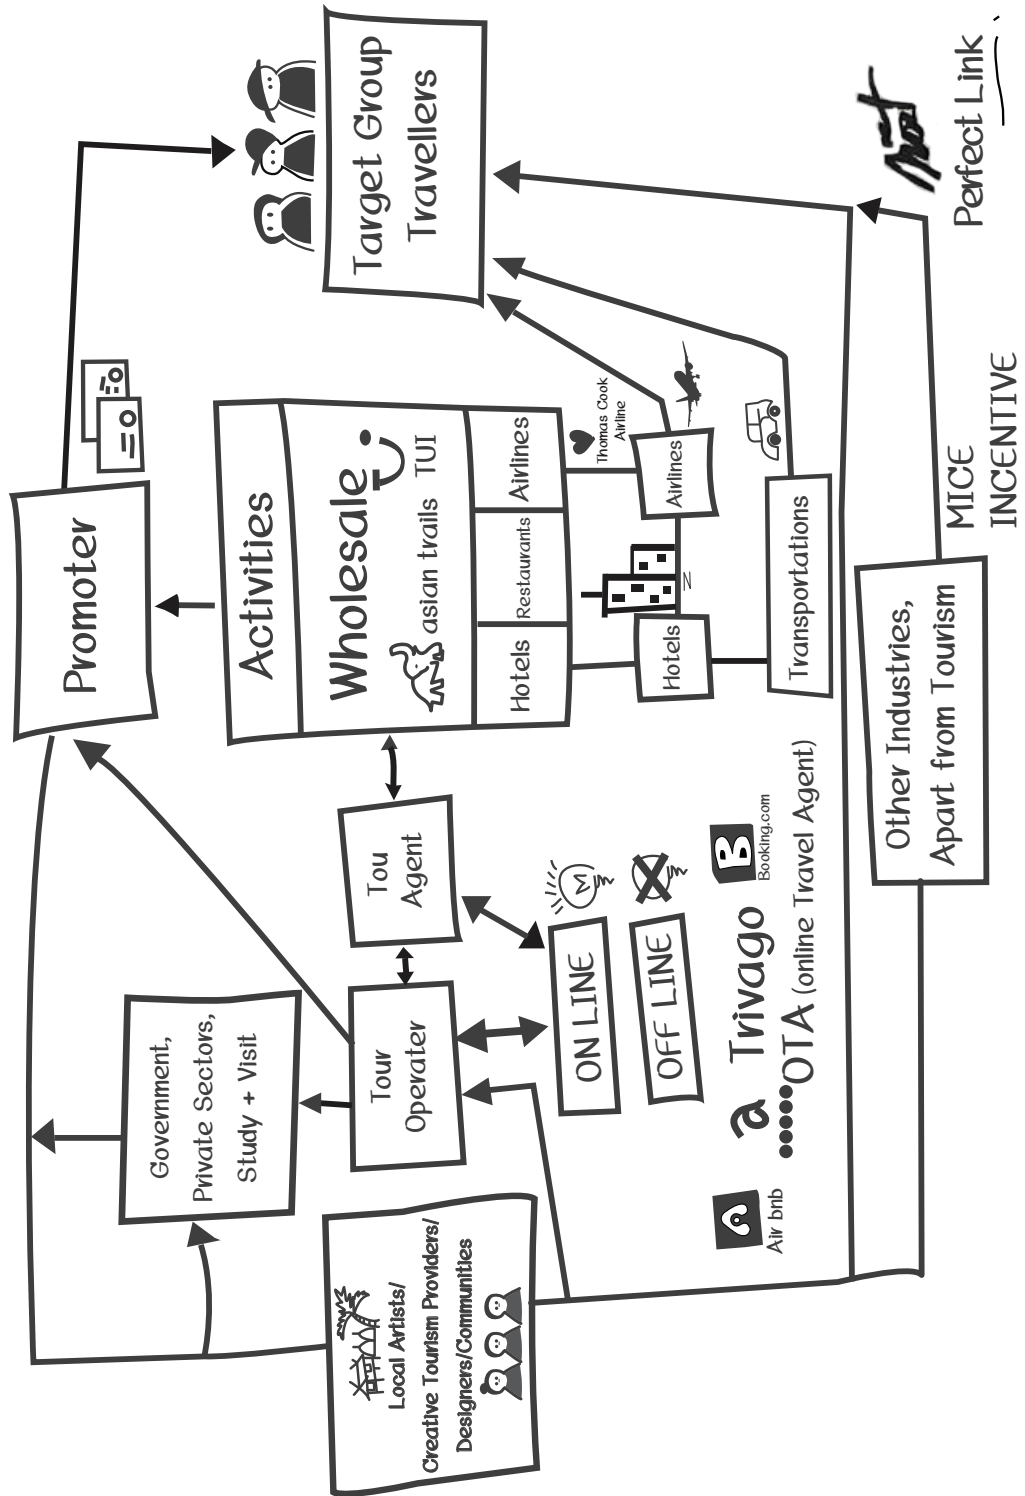 Promoter
Target Group
Travellers
Government,
Private Sectors,
Study + Visit
Activities
Wholesale
asian trails TUI
Hotels
Restaurants
Airlines
Tou
Agent
Tour
Operater
Local Artists/
Creative Tourism Providers/
Designers/Communities
Thomas Cook
Airline
Hotels
Airlines
ON LINE
OFF LINE
Transportations
Air bnb
a
Trivago
B
Booking.com
OTA (online Travel Agent)
Other Industries,
Apart from Tourism
MICE
INCENTIVE
Perfect Link